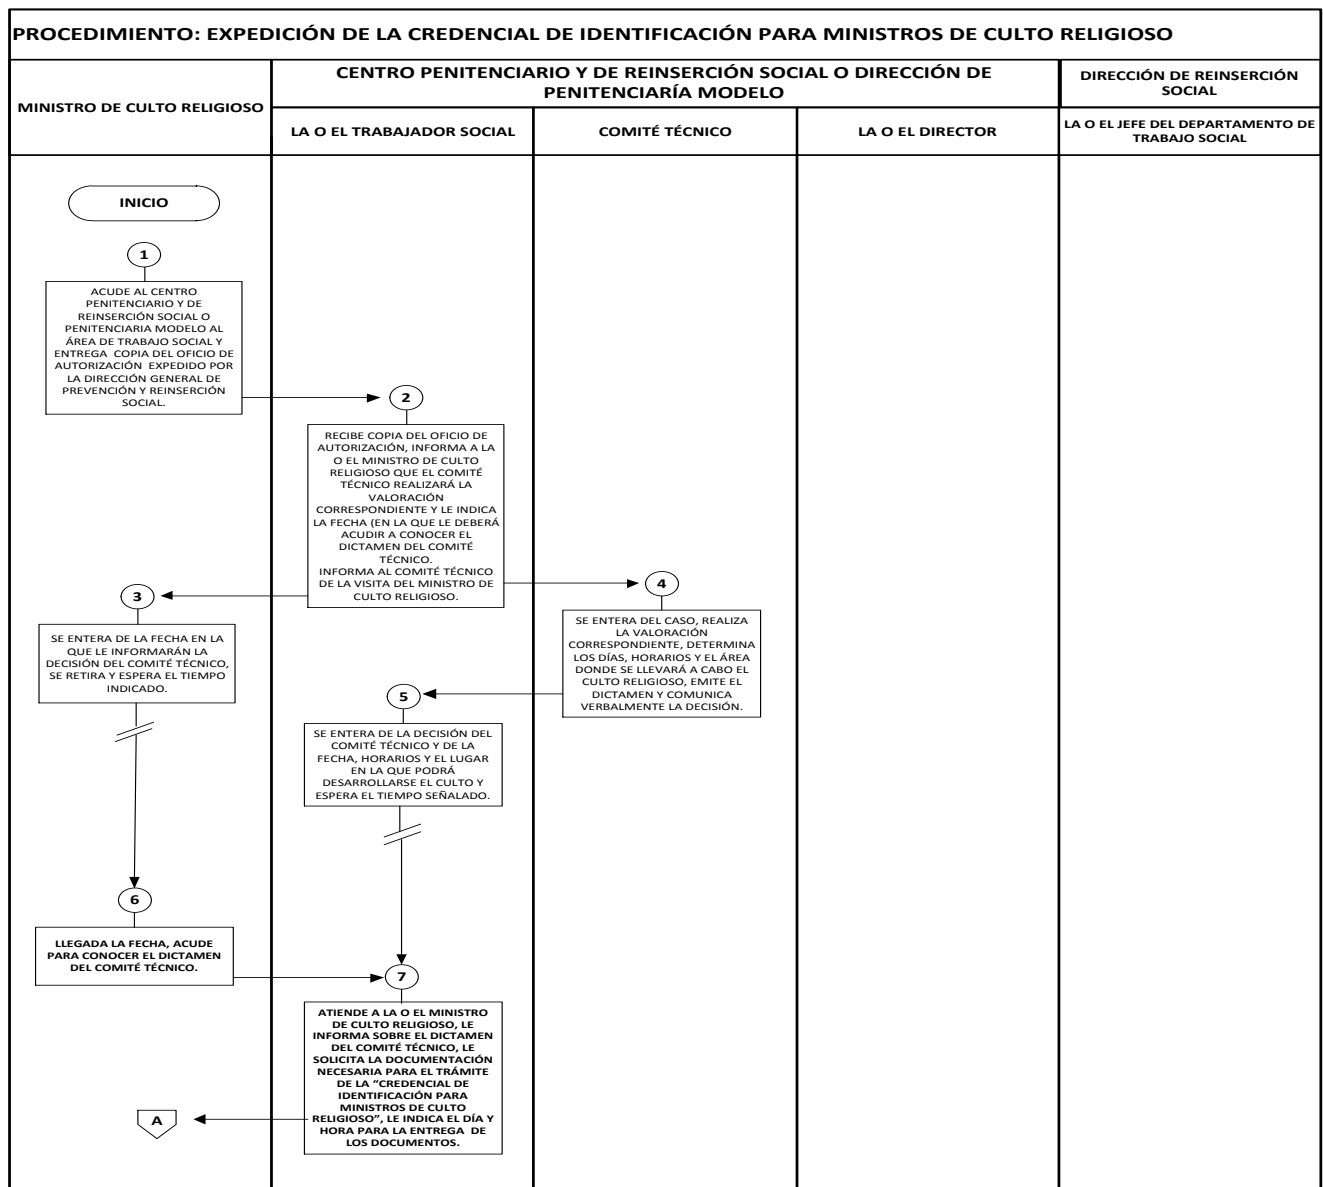 PROCEDIMIENTO: EXPEDICIÓN DE LA CREDENCIAL DE IDENTIFICACIÓN PARA MINISTROS DE CULTO RELIGIOSO
MINISTRO DE CULTO RELIGIOSO
CENTRO PENITENCIARIO Y DE REINSERCIÓN SOCIAL O DIRECCIÓN DE
PENITENCIARÍA MODELO
DIRECCIÓN DE REINSERCIÓN
SOCIAL
LA O EL TRABAJADOR SOCIAL
COMITÉ TÉCNICO
LA O EL DIRECTOR
LA O EL JEFE DEL DEPARTAMENTO DE
TRABAJO SOCIAL
INICIO
1
ACUDE AL CENTRO
PENITENCIARIO Y DE
REINSERCIÓN SOCIAL O
PENITENCIARIA MODELO AL
ÁREA DE TRABAJO SOCIAL Y
ENTREGA COPIA DEL OFICIO DE
AUTORIZACIÓN EXPEDIDO POR
LA DIRECCIÓN GENERAL DE
PREVENCIÓN Y REINSERCIÓN
SOCIAL.
2
RECIBE COPIA DEL OFICIO DE
AUTORIZACIÓN, INFORMA A LA
O EL MINISTRO DE CULTO
RELIGIOSO QUE EL COMITÉ
TÉCNICO REALIZARÁ LA
VALORACIÓN
CORRESPONDIENTE Y LE INDICA
LA FECHA (EN LA QUE LE DEBERÁ
ACUDIR A CONOCER EL
DICTAMEN DEL COMITÉ
TÉCNICO.
INFORMA AL COMITÉ TÉCNICO
DE LA VISITA DEL MINISTRO DE
CULTO RELIGIOSO.
3
SE ENTERA DE LA FECHA EN LA
QUE LE INFORMARÁN LA
DECISIÓN DEL COMITÉ TÉCNICO,
SE RETIRA Y ESPERA EL TIEMPO
INDICADO.
4
SE ENTERA DEL CASO, REALIZA
LA VALORACIÓN
CORRESPONDIENTE, DETERMINA
LOS DÍAS, HORARIOS Y EL ÁREA
DONDE SE LLEVARÁ A CABO EL
CULTO RELIGIOSO, EMITE EL
DICTAMEN Y COMUNICA
VERBALMENTE LA DECISIÓN.
5
SE ENTERA DE LA DECISIÓN DEL
COMITÉ TÉCNICO Y DE LA
FECHA, HORARIOS Y EL LUGAR
EN LA QUE PODRÁ
DESARROLLARSE EL CULTO Y
ESPERA EL TIEMPO SEÑALADO.
6
LLEGADA LA FECHA, ACUDE
PARA CONOCER EL DICTAMEN
DEL COMITÉ TÉCNICO.
7
ATIENDE A LA O EL MINISTRO
DE CULTO RELIGIOSO, LE
INFORMA SOBRE EL DICTAMEN
DEL COMITÉ TÉCNICO, LE
SOLICITA LA DOCUMENTACIÓN
NECESARIA PARA EL TRÁMITE
DE LA “CREDENCIAL DE
IDENTIFICACIÓN PARA
MINISTROS DE CULTO
RELIGIOSO”, LE INDICA EL DÍA Y
HORA PARA LA ENTREGA DE
LOS DOCUMENTOS.
A